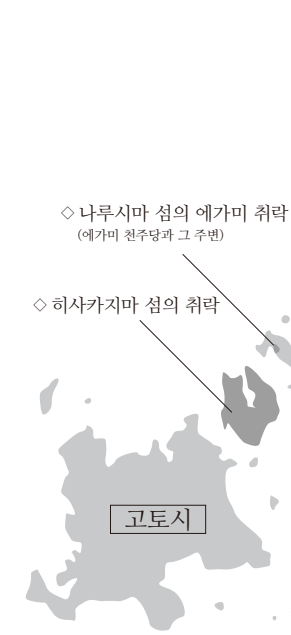 ◇ 나루시마 섬의 에가미 취락
(에가미 천주당과 그 주변)
◇ 히사카지마 섬의 취락
고토시